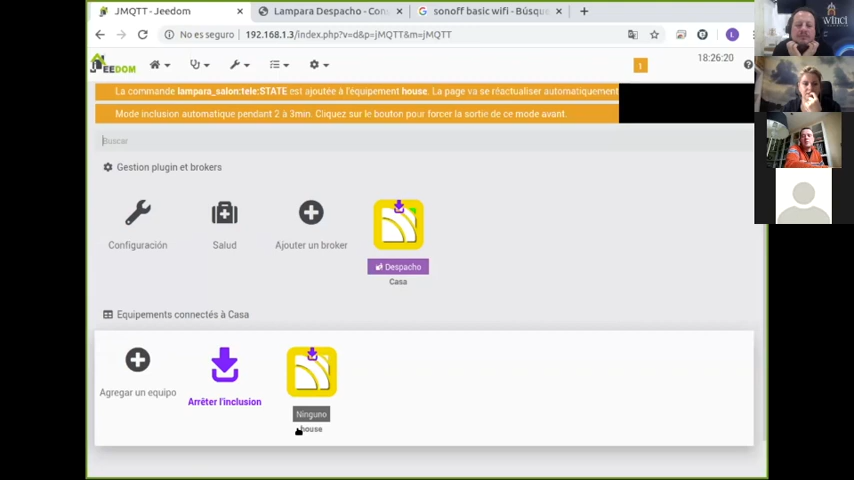 JMQTT - Jeedom
Lampara Despacho - Con
sonoff basic wifi - Búsque
No es seguro
192.168.1.3/index.php?v=d&p=jMQTT&m=jMQTT
L
JEEDOM
1
18:26:20
La commande lampara_salon:tele:STATE est ajoutée à l'équipement house. La page va se réactualiser automatiquement
Mode inclusion automatique pendant 2 à 3min. Cliquez sur le bouton pour forcer la sortie de ce mode avant.
Buscar
Gestion plugin et brokers
Configuración
Salud
Ajouter un broker
Despacho
Casa
Equipements connectés à Casa
Agregar un equipo
Arrêter l'inclusion
Ninguno
house